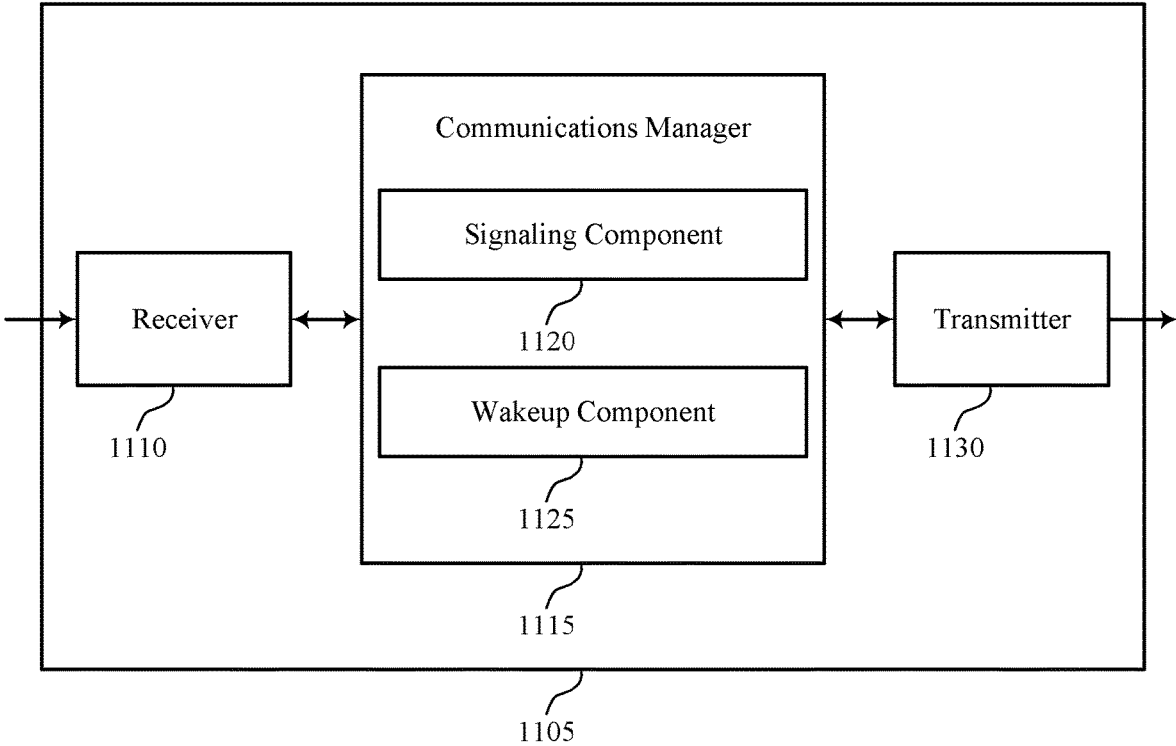 Communications Manager
Signaling Component
1120
Receiver
1110
Transmitter
1130
Wakeup Component
1125
1115
1105